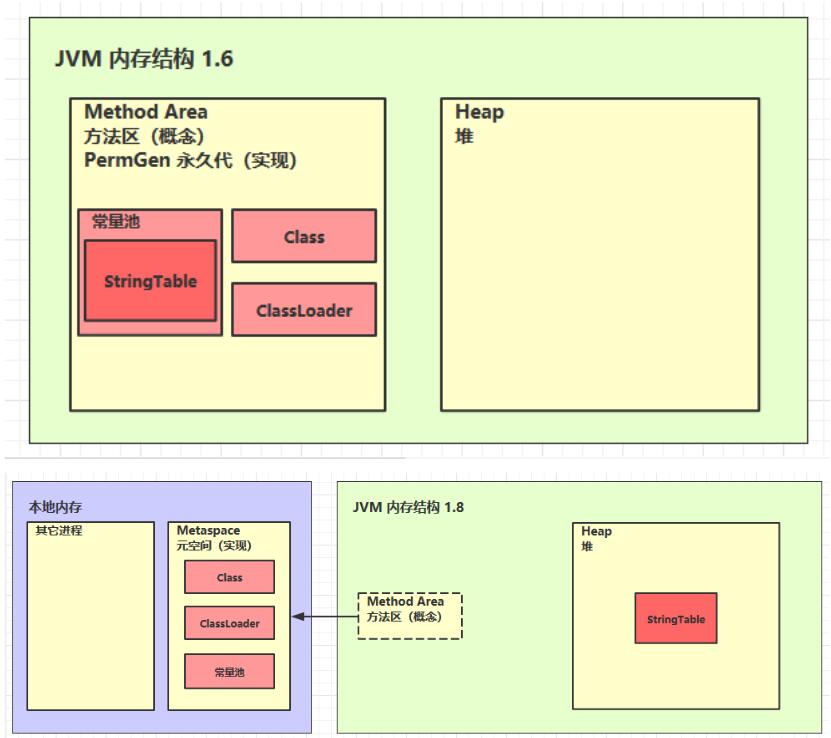 JVM 内存结构 1.6
Method Area
方法区（概念）
PermGen 永久代（实现）
常量池
StringTable
Class
ClassLoader
Heap
堆
本地内存
其它进程
Metaspace
元空间（实现）
Class
ClassLoader
常量池
JVM 内存结构 1.8
Method Area
方法区（概念）
Heap
堆
StringTable